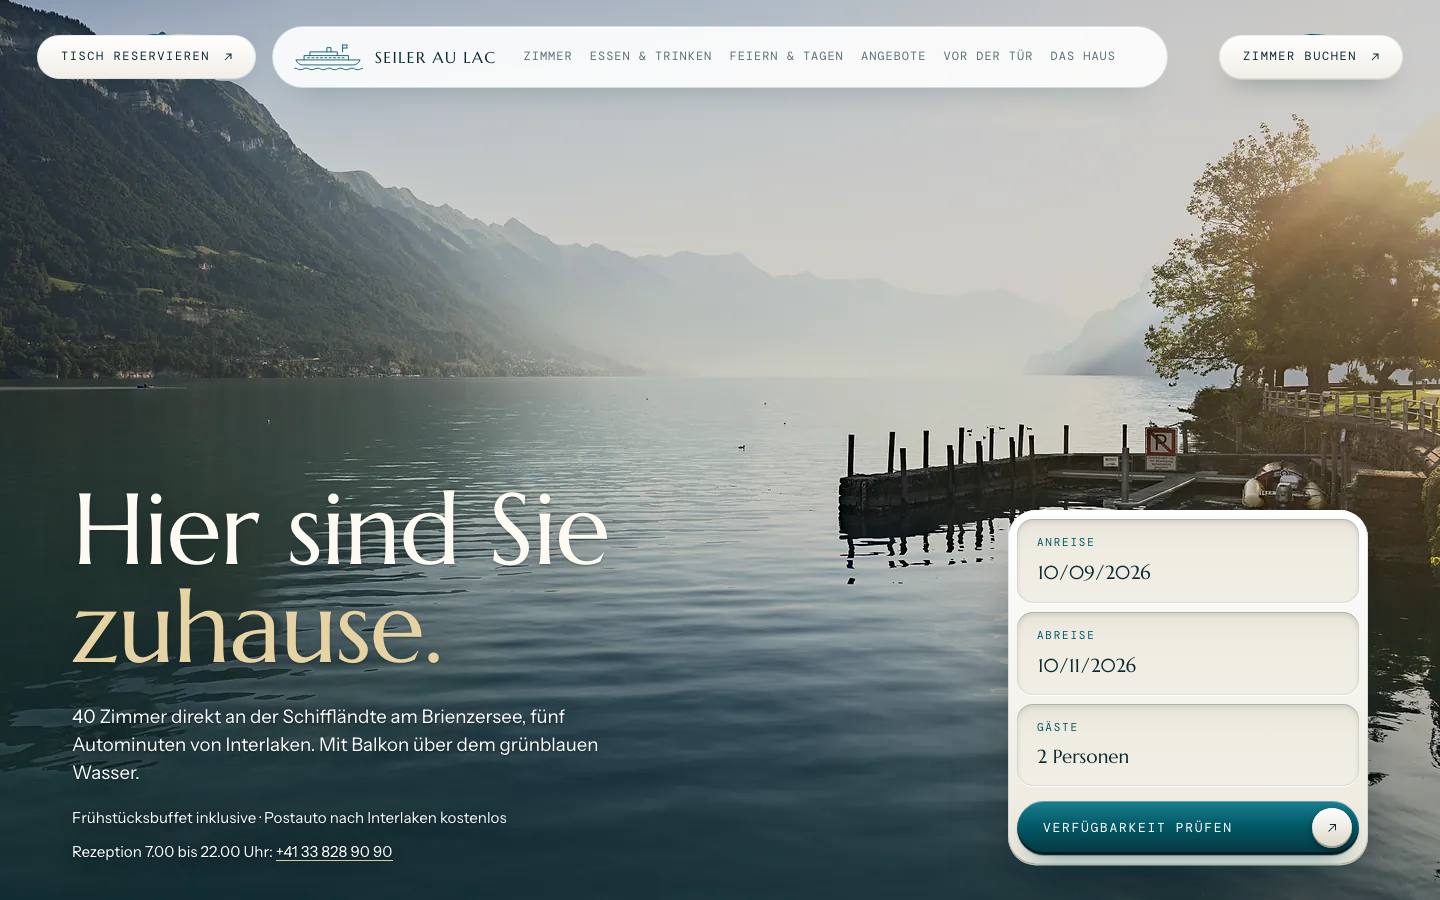 TISCH RESERVIEREN
SEILER AU LAC
ZIMMER ESSEN & TRINKEN FEIERN & TAGEN ANGEBOTE VOR DER TÜR DAS HAUS
ZIMMER BUCHEN
P
Hier sind Sie
zuhause.
40 Zimmer direkt an der Schiffländte am Brienzersee, fünf
Autominuten von Interlaken. Mit Balkon über dem grünblauen
Wasser.
Frühstücksbuffet inklusive · Postauto nach Interlaken kostenlos
Rezeption 7.00 bis 22.00 Uhr: +41 33 828 90 90
ANREISE
10/09/2026
ABREISE
10/11/2026
GÄSTE
2 Personen
VERFÜGBARKEIT PRÜFEN